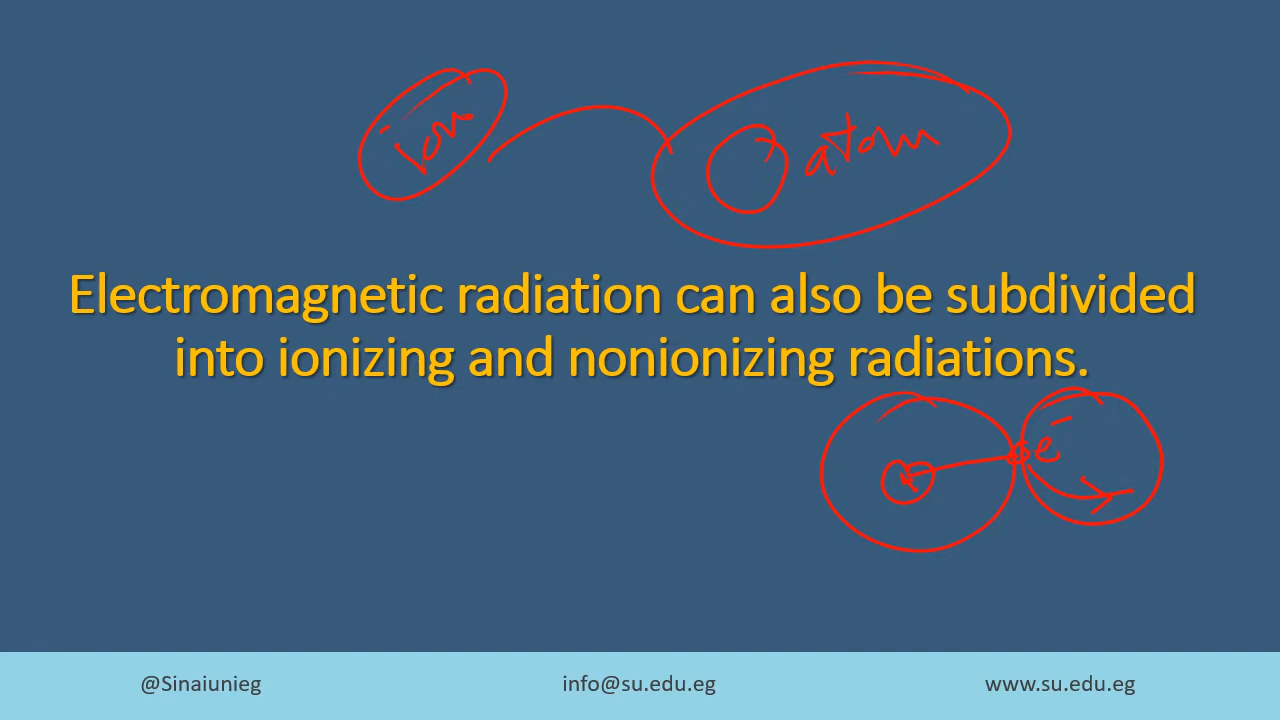 ion
atom
Electromagnetic radiation can also be subdivided
into ionizing and nonionizing radiations.
e⁻
@Sinaiunieg
info@su.edu.eg
www.su.edu.eg